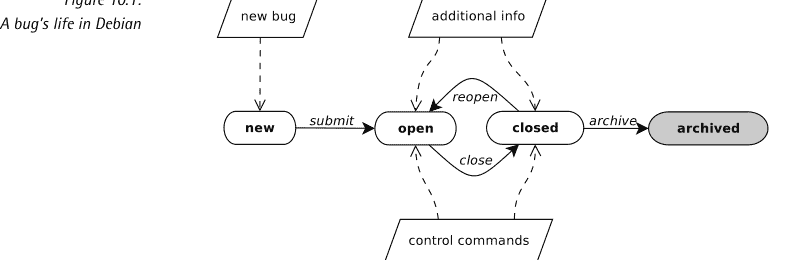 Figure 10.1:
A bug's life in Debian
new bug
additional info
reopen
new
submit
open
closed
archive
archived
close
control commands